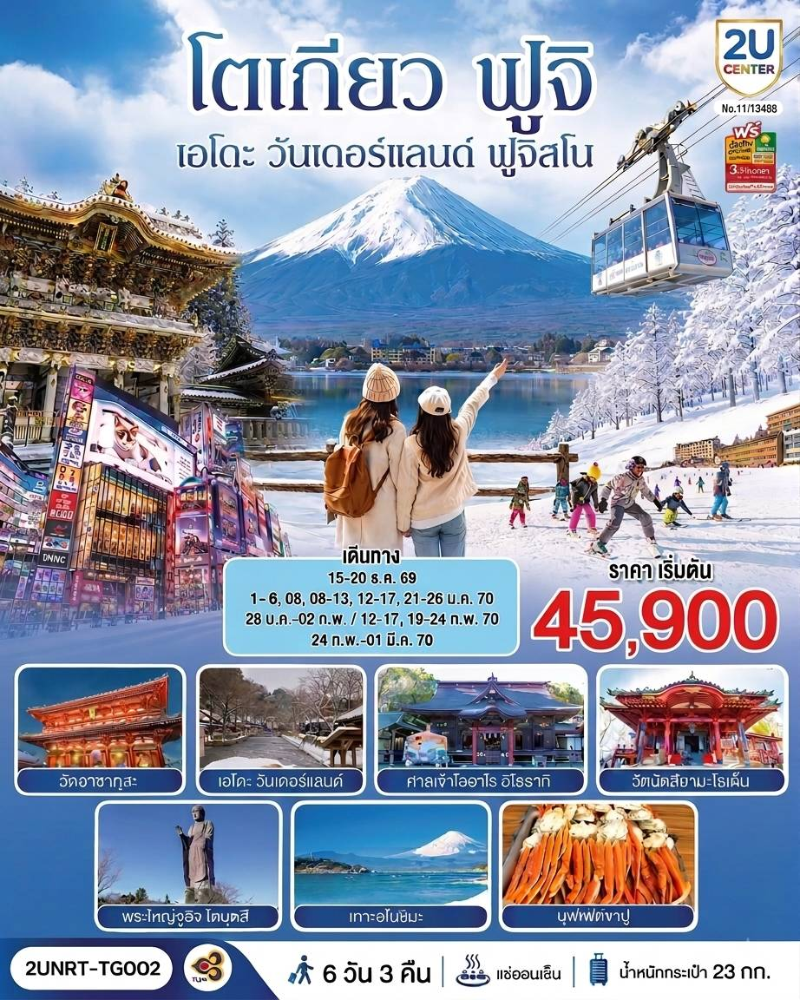 โตเกียว ฟูจิ
เอโดะ วันเดอร์แลนด์ ฟูจิสโน
2U
CENTER
No.11/13488
ฟรี
เดินทาง
15-20 ธ.ค. 69
1-6, 08, 08-13, 12-17, 21-26 ม.ค. 70
28 ม.ค.-02 ก.พ. / 12-17, 19-24 ก.พ. 70
24 ก.พ.-01 มี.ค. 70
ราคา เริ่มต้น
45,900
วัดอาซากุสะ
เอโดะ วันเดอร์แลนด์
ศาลเจ้าโออาไร อิโซรากิ
วัดนัตสึยามะโรเด็น
พระใหญ่อูจิอ โดบุตสึ
เกาะอโนชิมะ
บุฟเฟ่ต์ขาปู
2UNRT-TG002
6 วัน 3 คืน
แช่ออนเซ็น
น้ำหนักกระเป๋า 23 กก.